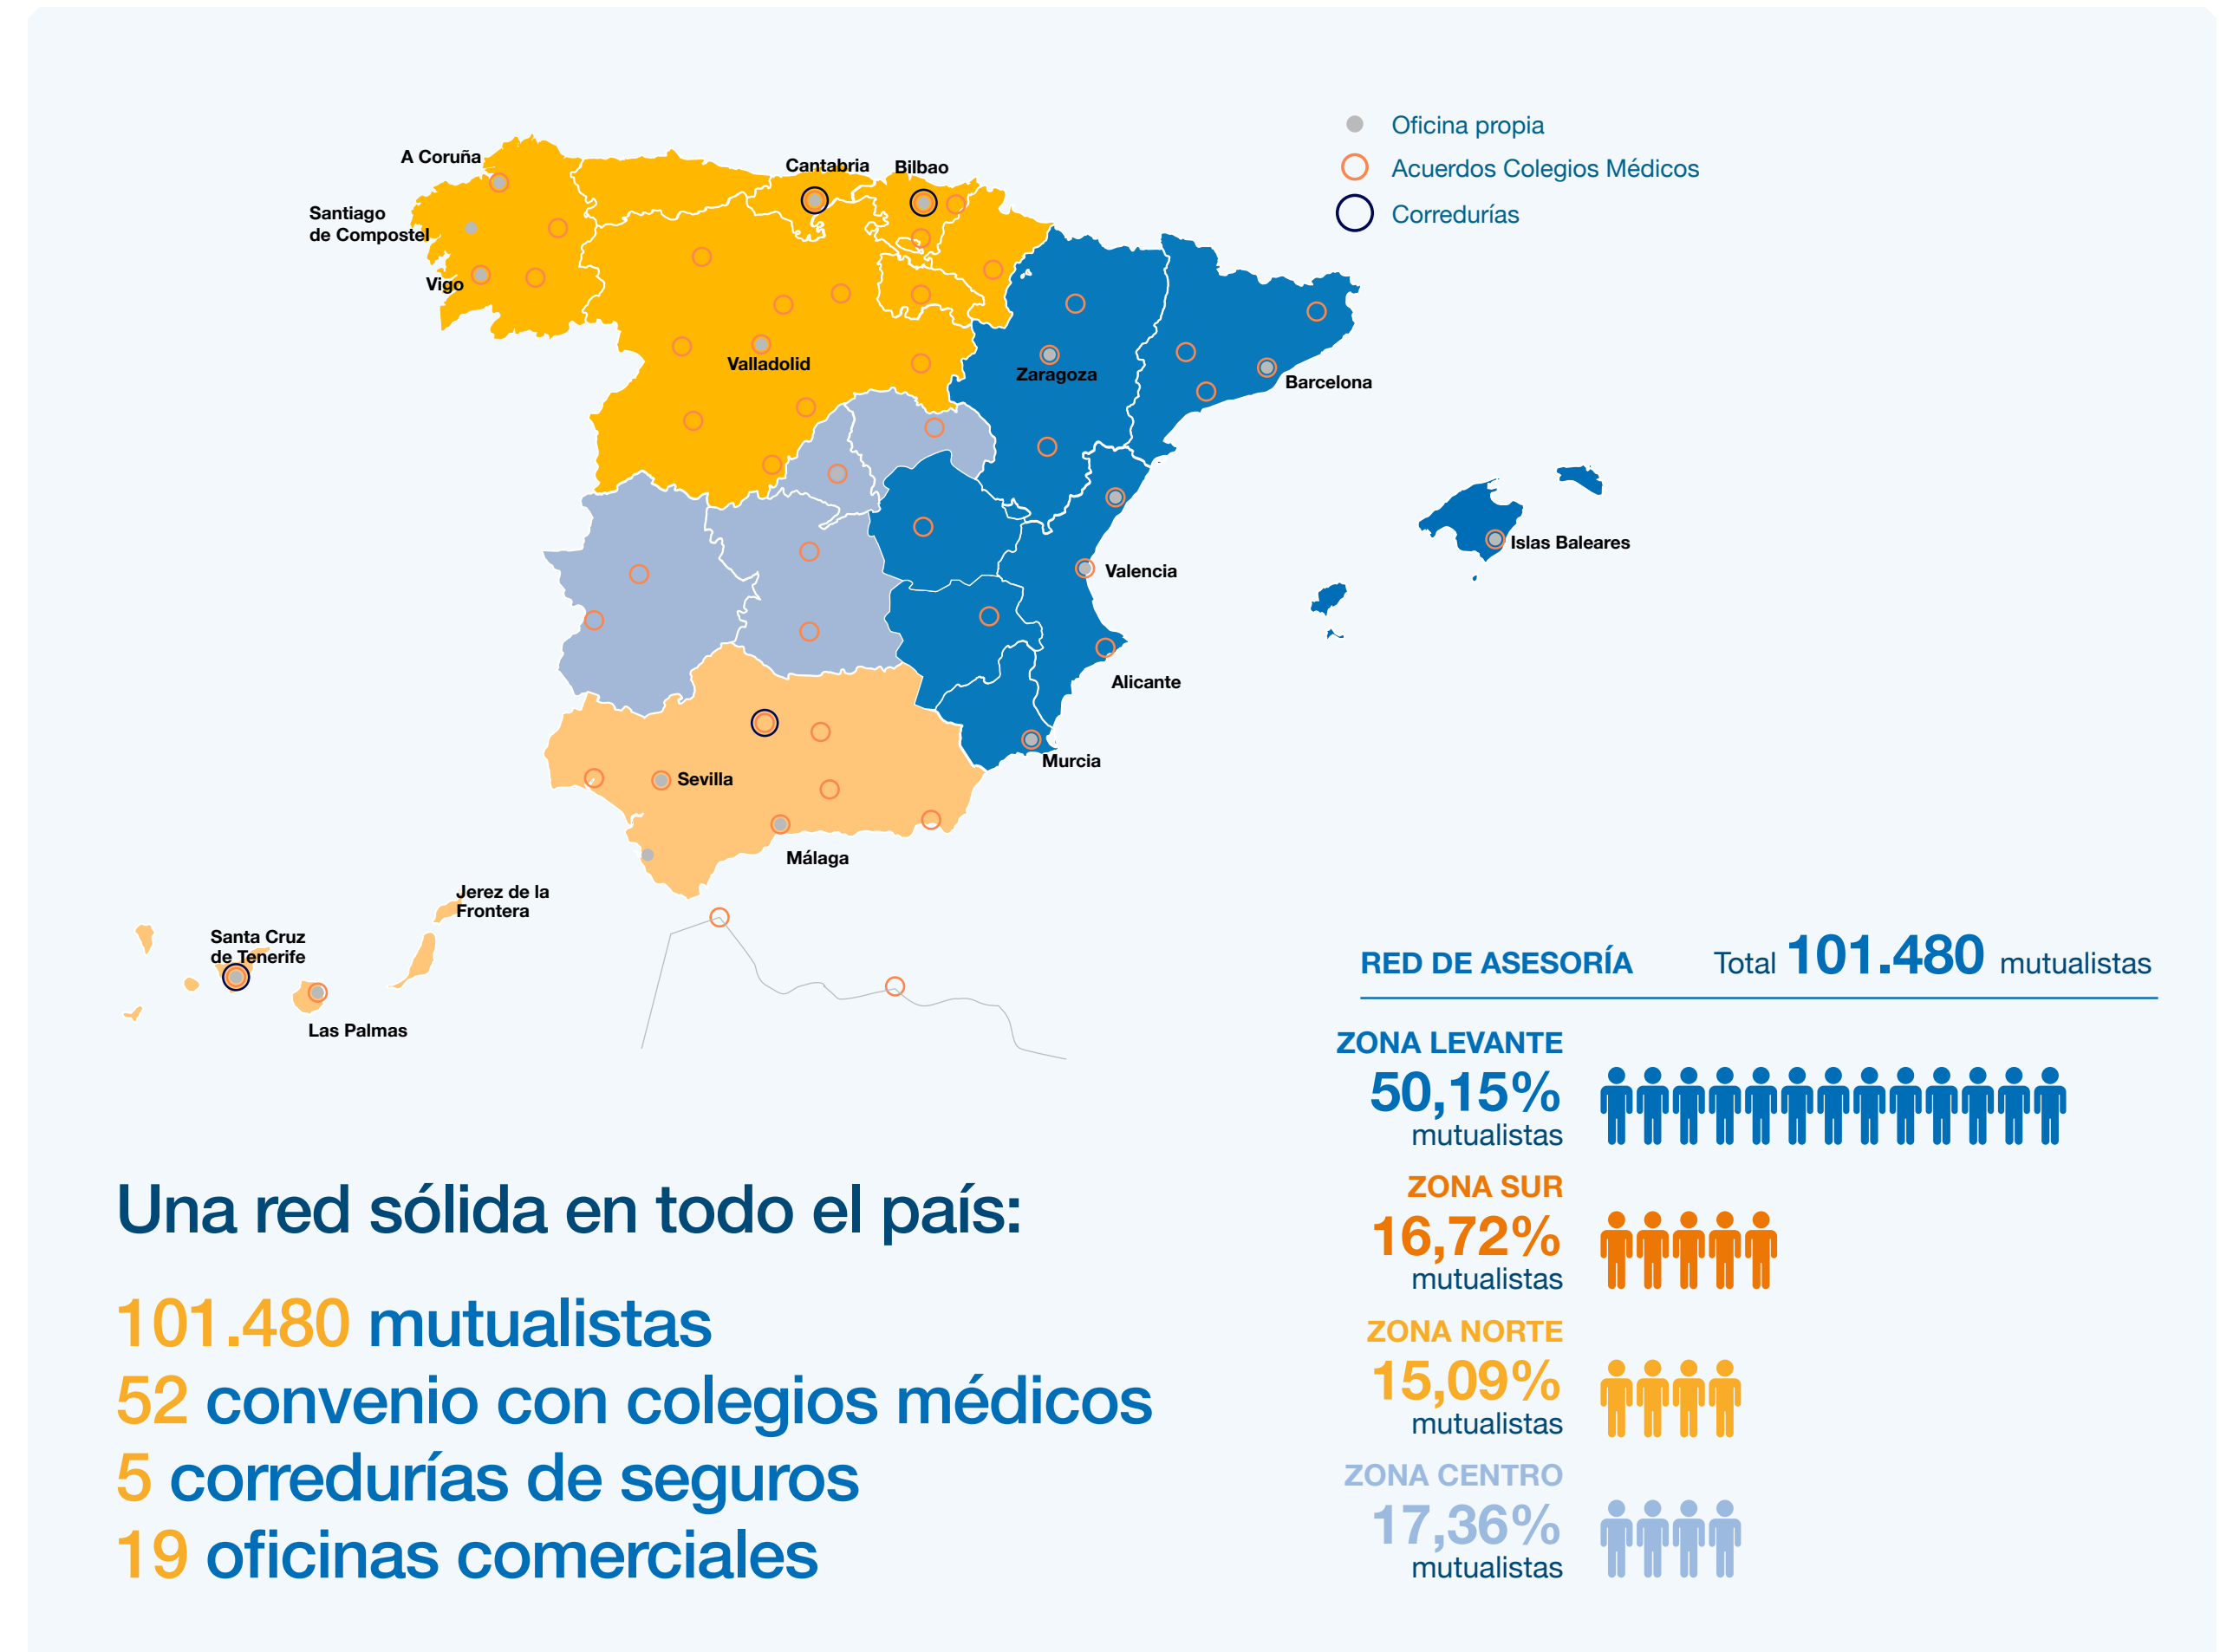 Oficina propia
Acuerdos Colegios Médicos
Corredurías
A Coruña
Cantabria
Bilbao
Santiago
de Compostel
Vigo
Valladolid
Zaragoza
Barcelona
Islas Baleares
Valencia
Alicante
Murcia
Sevilla
Málaga
Jerez de la
Frontera
Santa Cruz
de Tenerife
Las Palmas
RED DE ASESORÍA Total 101.480 mutualistas
ZONA LEVANTE
50,15%
mutualistas
ZONA SUR
16,72%
mutualistas
ZONA NORTE
15,09%
mutualistas
ZONA CENTRO
17,36%
mutualistas
Una red sólida en todo el país:
101.480 mutualistas
52 convenio con colegios médicos
5 corredurías de seguros
19 oficinas comerciales